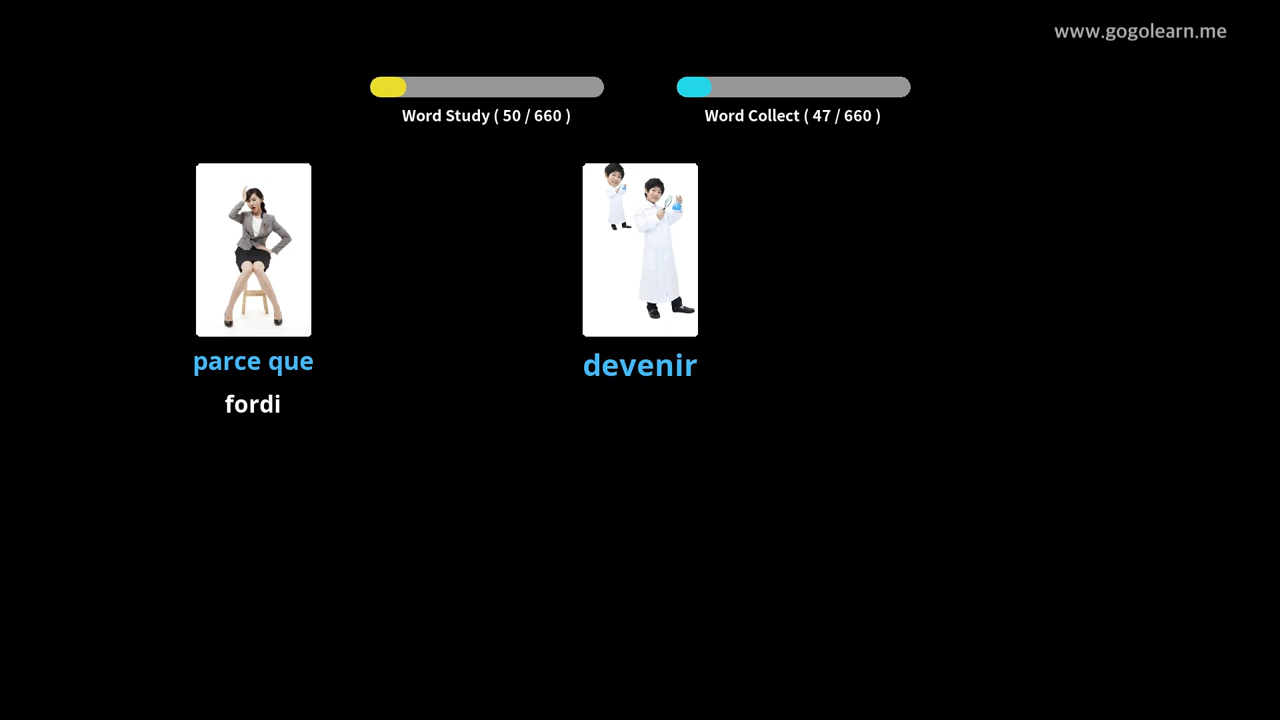 www.gogolearn.me
Word Study ( 50 / 660 )
Word Collect ( 47 / 660 )
parce que
fordi
devenir